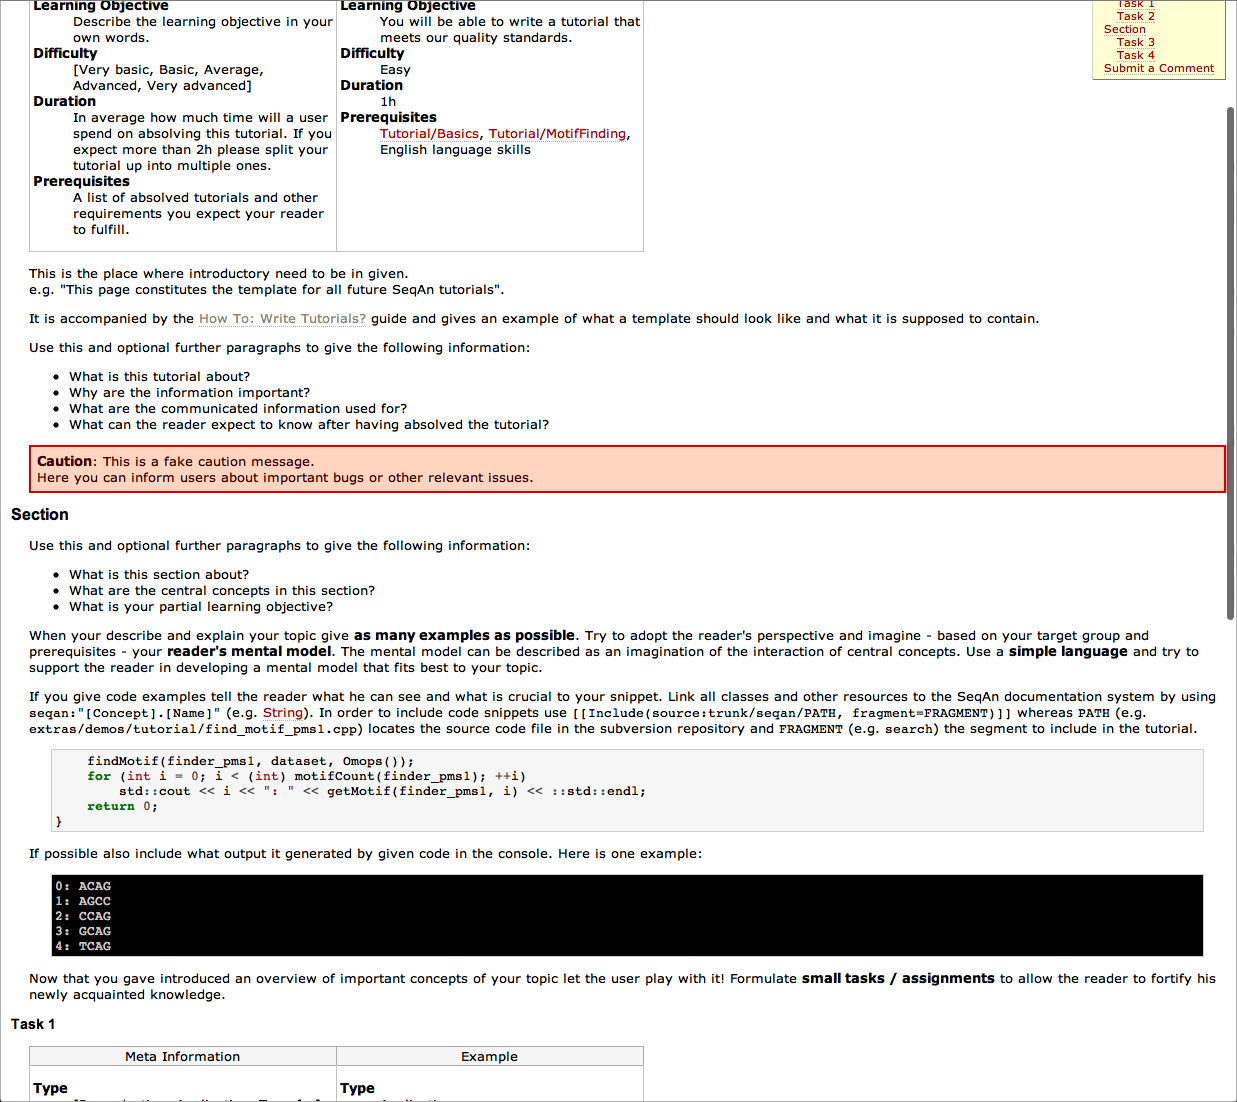 Learning Objective
Describe the learning objective in your
own words.
Difficulty
[Very basic, Basic, Average,
Advanced, Very advanced]
Duration
In average how much time will a user
spend on absolving this tutorial. If you
expect more than 2h please split your
tutorial up into multiple ones.
Prerequisites
A list of absolved tutorials and other
requirements you expect your reader
to fulfill.
Learning Objective
You will be able to write a tutorial that
meets our quality standards.
Difficulty
Easy
Duration
1h
Prerequisites
Tutorial/Basics, Tutorial/MotifFinding,
English language skills
Task 1
Task 2
Section
Task 3
Task 4
Submit a Comment
This is the place where introductory need to be in given.
e.g. "This page constitutes the template for all future SeqAn tutorials".
It is accompanied by the How To: Write Tutorials? guide and gives an example of what a template should look like and what it is supposed to contain.
Use this and optional further paragraphs to give the following information:
• What is this tutorial about?
• Why are the information important?
• What are the communicated information used for?
• What can the reader expect to know after having absolved the tutorial?
Caution: This is a fake caution message.
Here you can inform users about important bugs or other relevant issues.
Section
Use this and optional further paragraphs to give the following information:
• What is this section about?
• What are the central concepts in this section?
• What is your partial learning objective?
When your describe and explain your topic give as many examples as possible. Try to adopt the reader's perspective and imagine - based on your target group and
prerequisites - your reader's mental model. The mental model can be described as an imagination of the interaction of central concepts. Use a simple language and try to
support the reader in developing a mental model that fits best to your topic.
If you give code examples tell the reader what he can see and what is crucial to your snippet. Link all classes and other resources to the SeqAn documentation system by using
seqan:"[Concept].[Name]" (e.g. String). In order to include code snippets use [[Include(source:trunk/seqan/PATH, fragment=FRAGMENT)]] whereas PATH (e.g.
extras/demos/tutorial/find_motif_pms1.cpp) locates the source code file in the subversion repository and FRAGMENT (e.g. search) the segment to include in the tutorial.
findMotif(finder_pms1, dataset, Omops());
for (int i = 0; i < (int) motifCount(finder_pms1); ++i)
std::cout << i << ": " << getMotif(finder_pms1, i) << ::std::endl;
return 0;
}
If possible also include what output it generated by given code in the console. Here is one example:
0: ACAG
1: AGCC
2: CCAG
3: GCAG
4: TCAG
Now that you gave introduced an overview of important concepts of your topic let the user play with it! Formulate small tasks / assignments to allow the reader to fortify his
newly acquainted knowledge.
Task 1
Meta Information
Example
Type
Type